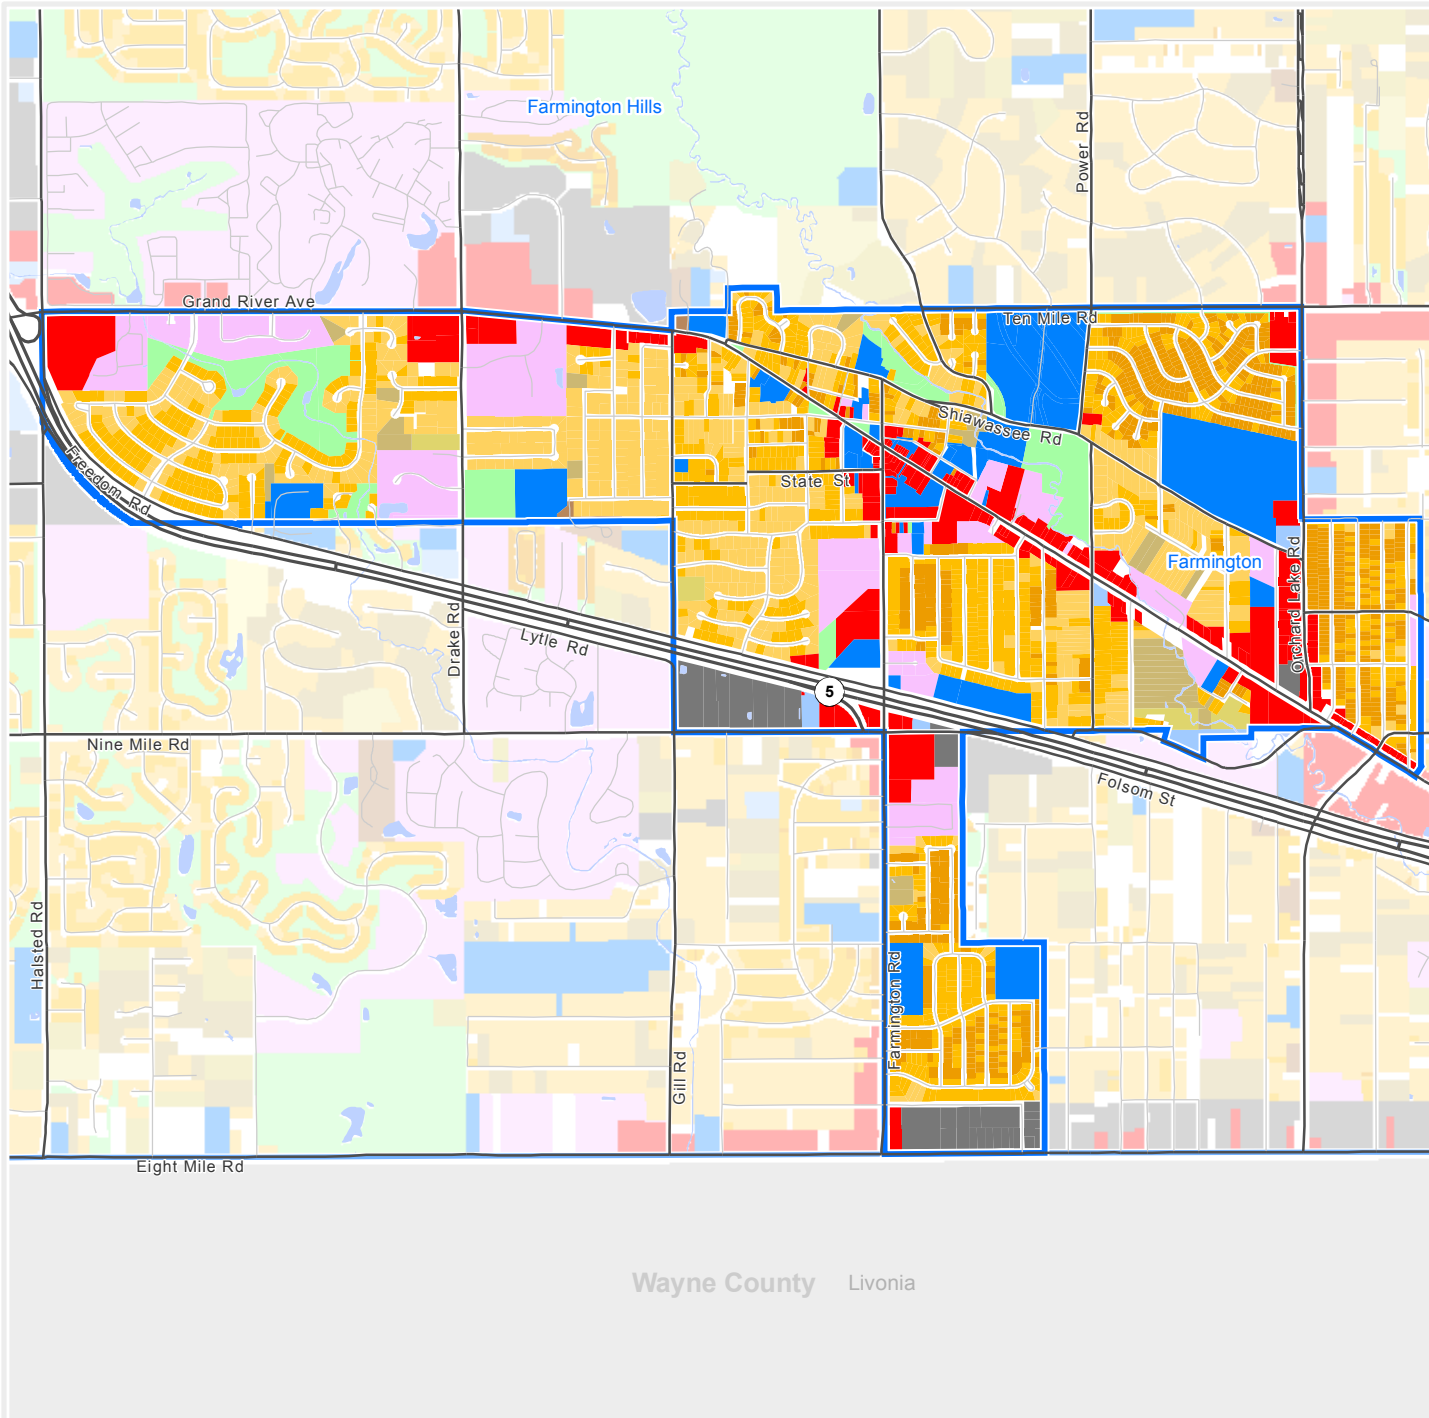 Farmington Hills
Power Rd
Grand River Ave
Ten Mile Rd
Shiawassee Rd
State St
Freedom Rd
Farmington
Orchard Lake Rd
Drake Rd
Lytle Rd
5
Nine Mile Rd
Folsom St
Halsted Rd
Farmington Rd
Gill Rd
Eight Mile Rd
Wayne County
Livonia